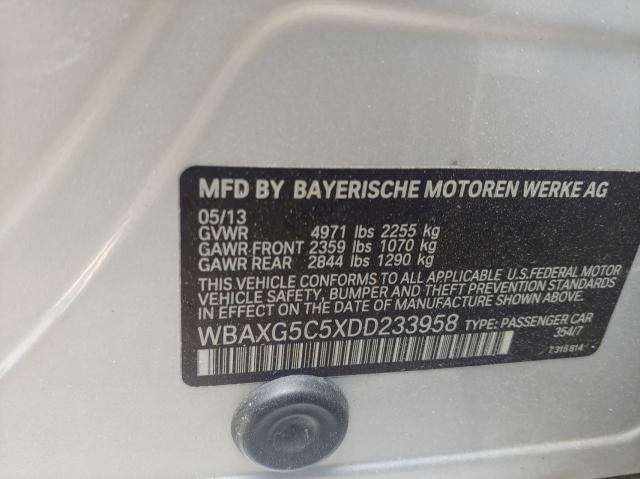 MFD BY BAYERISCHE MOTOREN WERKE AG
05/13
GVWR 4971 lbs 2255 kg
GAWR FRONT 2359 lbs 1070 kg
GAWR REAR 2844 lbs 1290 kg
THIS VEHICLE CONFORMS TO ALL APPLICABLE U.S.FEDERAL MOTOR
VEHICLE SAFETY, BUMPER AND THEFT PREVENTION STANDARDS
IN EFFECT ON THE DATE OF MANUFACTURE SHOWN ABOVE.
WBAXG5C5XDD233958 TYPE: PASSENGER CAR
354/7
7315814